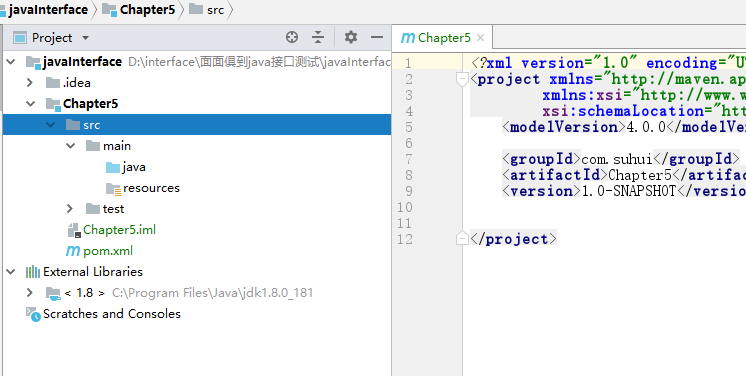 javaInterface Chapter5 src
Project
javaInterface D:\interface\面面俱到java接口测试\javaInterfac
.idea
Chapter5
src
main
java
resources
test
Chapter5.iml
pom.xml
External Libraries
< 1.8 > C:\Program Files\Java\jdk1.8.0_181
Scratches and Consoles
m Chapter5
1 <?xml version="1.0" encoding="U
2 <project xmlns="http://maven.ap
3 xmlns:xsi="http://www.w
4 xsi:schemaLocation="htt
5 <modelVersion>4.0.0</modelVer
6
7 <groupId>com.suhui</groupId>
8 <artifactId>Chapter5</artifac
9 <version>1.0-SNAPSHOT</versio
10
11
12 </project>